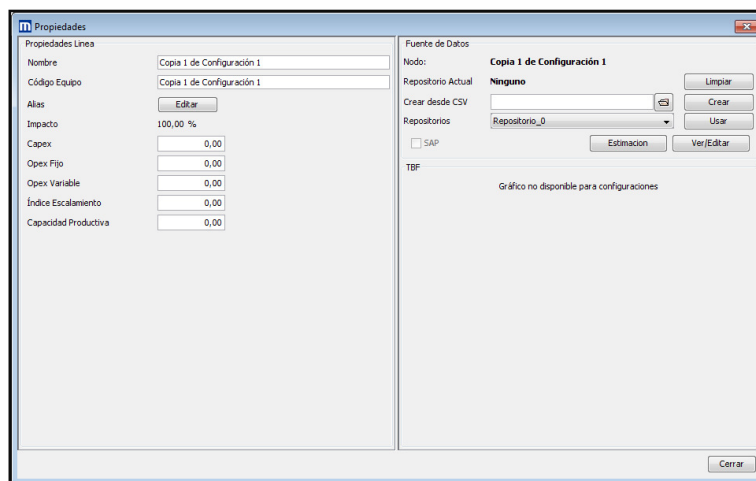 m Propiedades
Propiedades Linea
Nombre Copia 1 de Configuración 1
Código Equipo Copia 1 de Configuración 1
Alias Editar
Impacto 100,00 %
Capex 0,00
Opex Fijo 0,00
Opex Variable 0,00
Índice Escalamiento 0,00
Capacidad Productiva 0,00
Fuente de Datos
Nodo: Copia 1 de Configuración 1
Repositorio Actual Ninguno Limpiar
Crear desde CSV Crear
Repositorios Repositorio_0 Usar
SAP Estimacion Ver/Editar
TBF
Gráfico no disponible para configuraciones
Cerrar